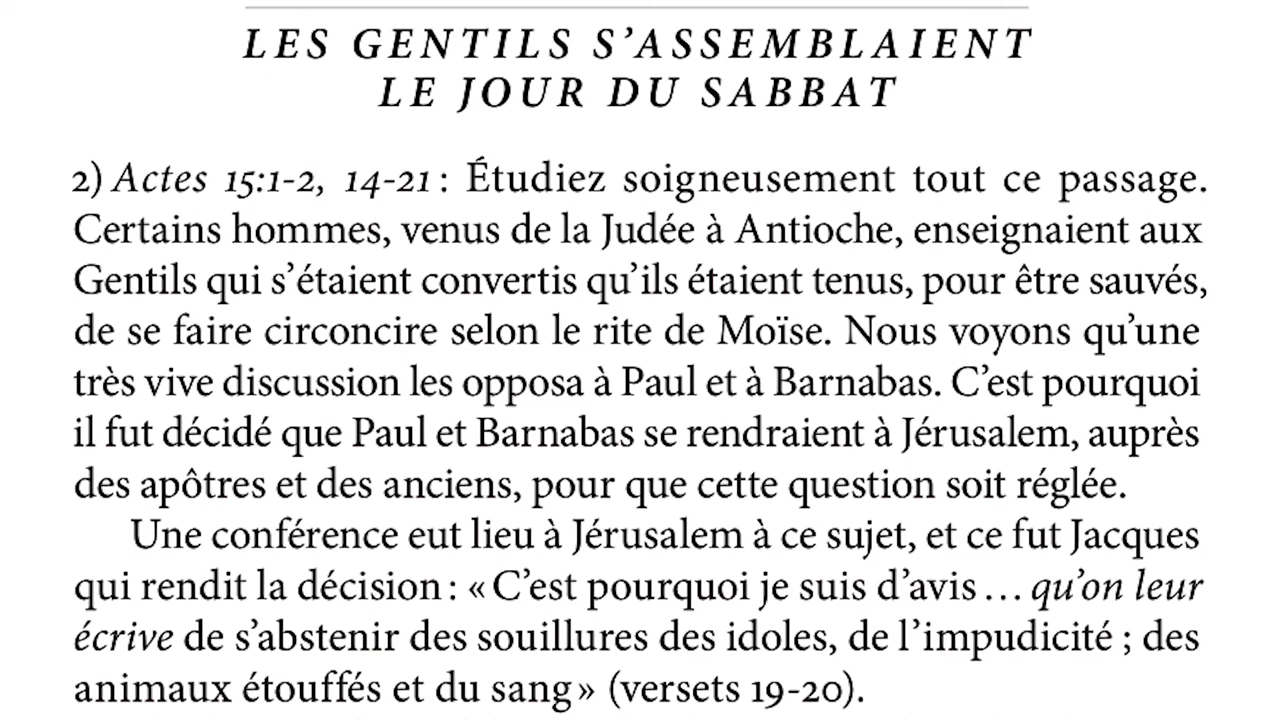 LES GENTILS S’ASSEMBLAIENT
LE JOUR DU SABBAT
2) Actes 15:1-2, 14-21 : Étudiez soigneusement tout ce passage.
Certains hommes, venus de la Judée à Antioche, enseignaient aux
Gentils qui s’étaient convertis qu’ils étaient tenus, pour être sauvés,
de se faire circoncire selon le rite de Moïse. Nous voyons qu’une
très vive discussion les opposa à Paul et à Barnabas. C’est pourquoi
il fut décidé que Paul et Barnabas se rendraient à Jérusalem, auprès
des apôtres et des anciens, pour que cette question soit réglée.
Une conférence eut lieu à Jérusalem à ce sujet, et ce fut Jacques
qui rendit la décision : « C’est pourquoi je suis d’avis … qu’on leur
écrive de s’abstenir des souillures des idoles, de l’impudicité ; des
animaux étouffés et du sang » (versets 19-20).